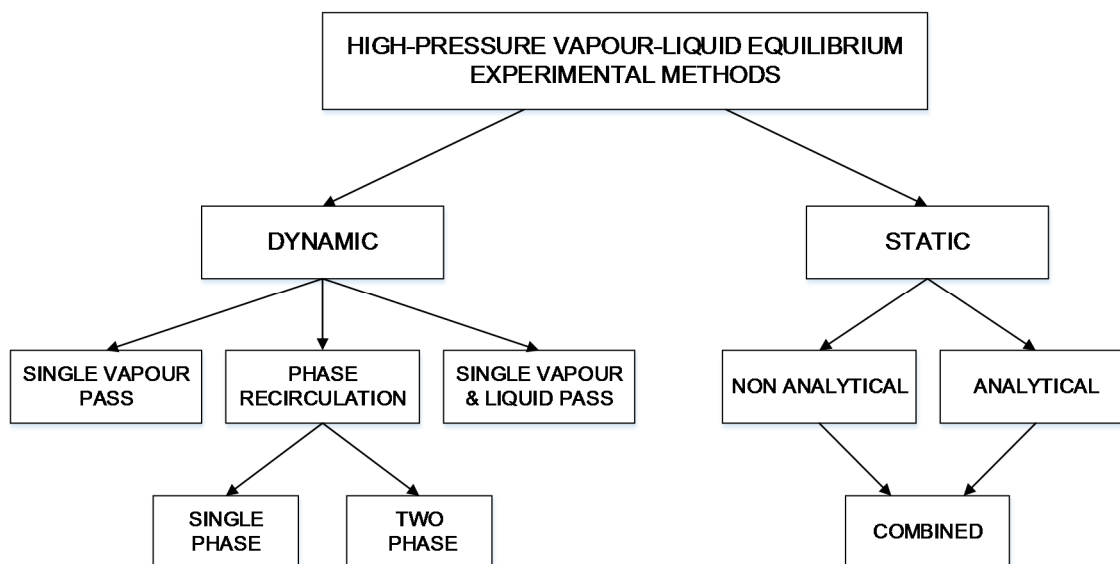 HIGH-PRESSURE VAPOUR-LIQUID EQUILIBRIUM
EXPERIMENTAL METHODS
DYNAMIC
STATIC
SINGLE VAPOUR
PASS
PHASE
RECIRCULATION
SINGLE VAPOUR
& LIQUID PASS
NON ANALYTICAL
ANALYTICAL
SINGLE
PHASE
TWO
PHASE
COMBINED